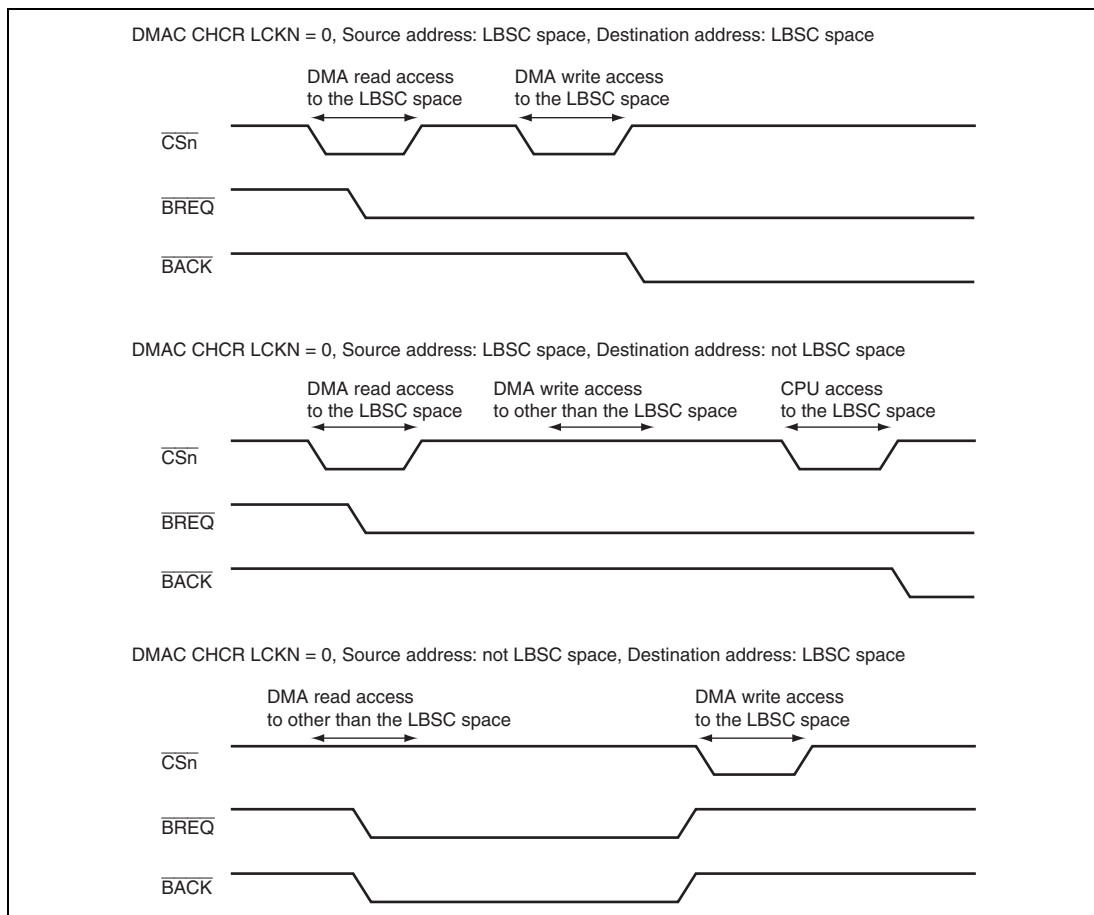 DMAC CHCR LCKN = 0, Source address: LBSC space, Destination address: LBSC space
DMA read access
to the LBSC space
DMA write access
to the LBSC space
CSn
BREQ
BACK
DMAC CHCR LCKN = 0, Source address: LBSC space, Destination address: not LBSC space
DMA read access
to the LBSC space
DMA write access
to other than the LBSC space
CPU access
to the LBSC space
CSn
BREQ
BACK
DMAC CHCR LCKN = 0, Source address: not LBSC space, Destination address: LBSC space
DMA read access
to other than the LBSC space
DMA write access
to the LBSC space
CSn
BREQ
BACK